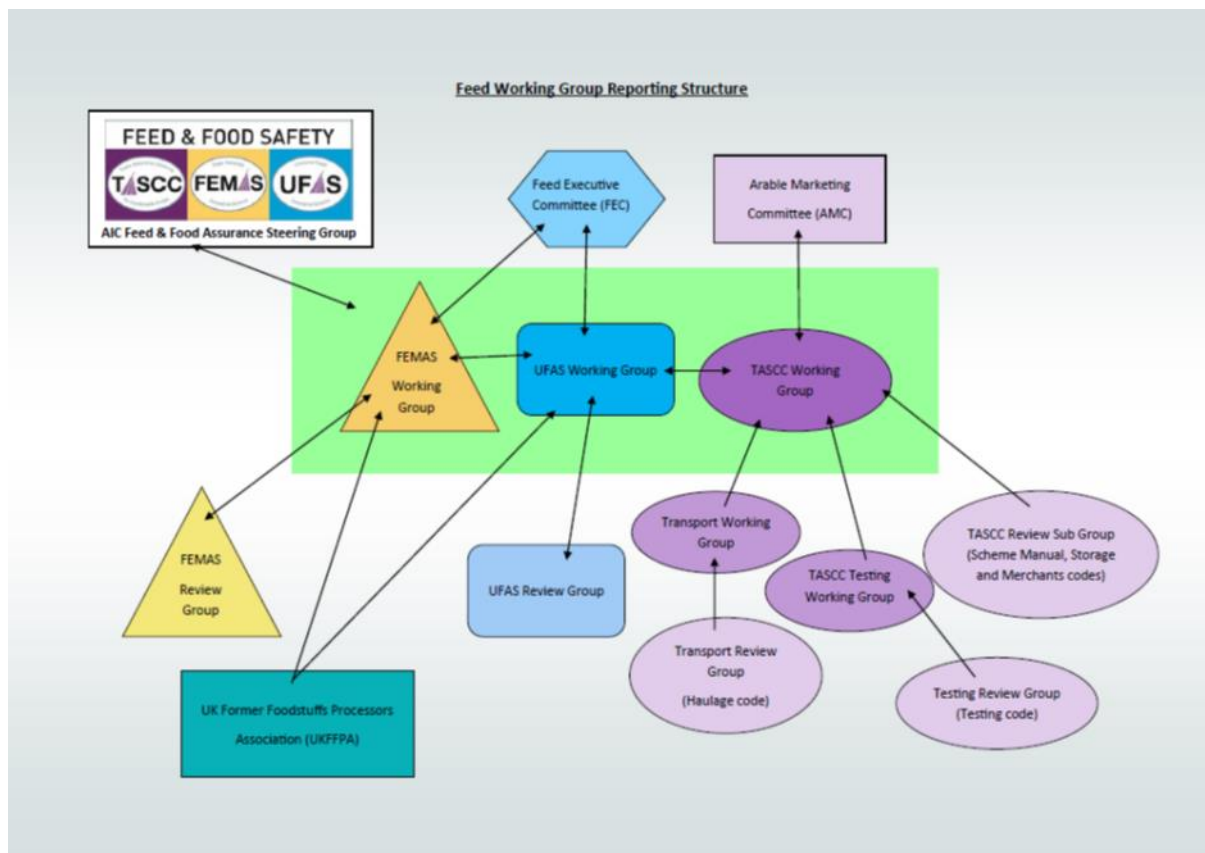 Feed Working Group Reporting Structure
FEED & FOOD SAFETY
TASCC
FEMAS
UFAS
AIC Feed & Food Assurance Steering Group
Feed Executive
Committee (FEC)
Arable Marketing
Committee (AMC)
FEMAS
Working
Group
UFAS Working Group
TASCC Working
Group
FEMAS
Review
Group
UFAS Review Group
Transport Working
Group
TASCC Testing
Working Group
TASCC Review Sub Group
(Scheme Manual, Storage
and Merchants codes)
Transport Review
Group
(Haulage code)
Testing Review Group
(Testing code)
UK Former Foodstuffs Processors
Association (UKFFPA)